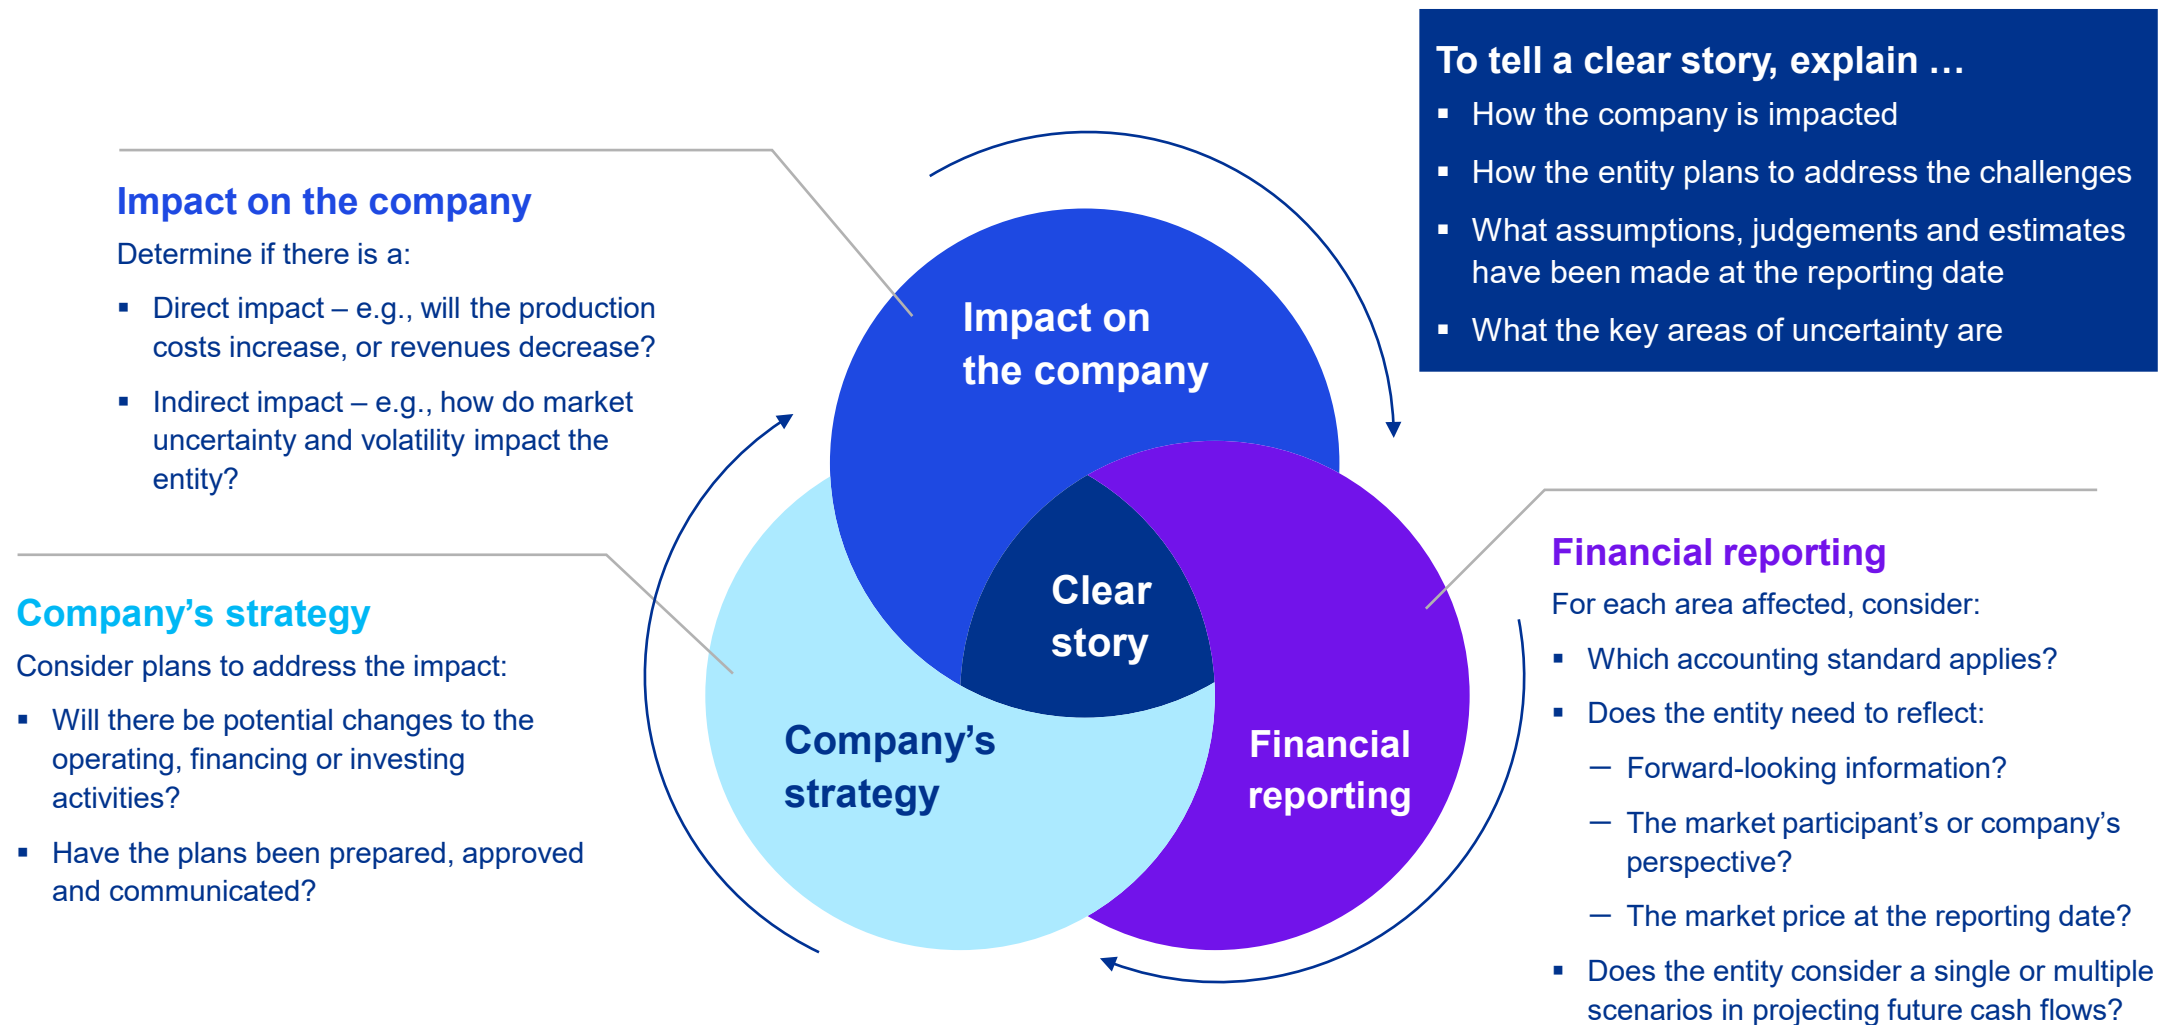 To tell a clear story, explain …
▪ How the company is impacted
▪ How the entity plans to address the challenges
▪ What assumptions, judgements and estimates
have been made at the reporting date
▪ What the key areas of uncertainty are
Impact on the company
Determine if there is a:
▪ Direct impact – e.g., will the production
costs increase, or revenues decrease?
▪ Indirect impact – e.g., how do market
uncertainty and volatility impact the
entity?
Impact on
the company
Clear
story
Company’s
strategy
Financial
reporting
Company’s strategy
Consider plans to address the impact:
▪ Will there be potential changes to the
operating, financing or investing
activities?
▪ Have the plans been prepared, approved
and communicated?
Financial reporting
For each area affected, consider:
▪ Which accounting standard applies?
▪ Does the entity need to reflect:
— Forward-looking information?
— The market participant’s or company’s
perspective?
— The market price at the reporting date?
▪ Does the entity consider a single or multiple
scenarios in projecting future cash flows?